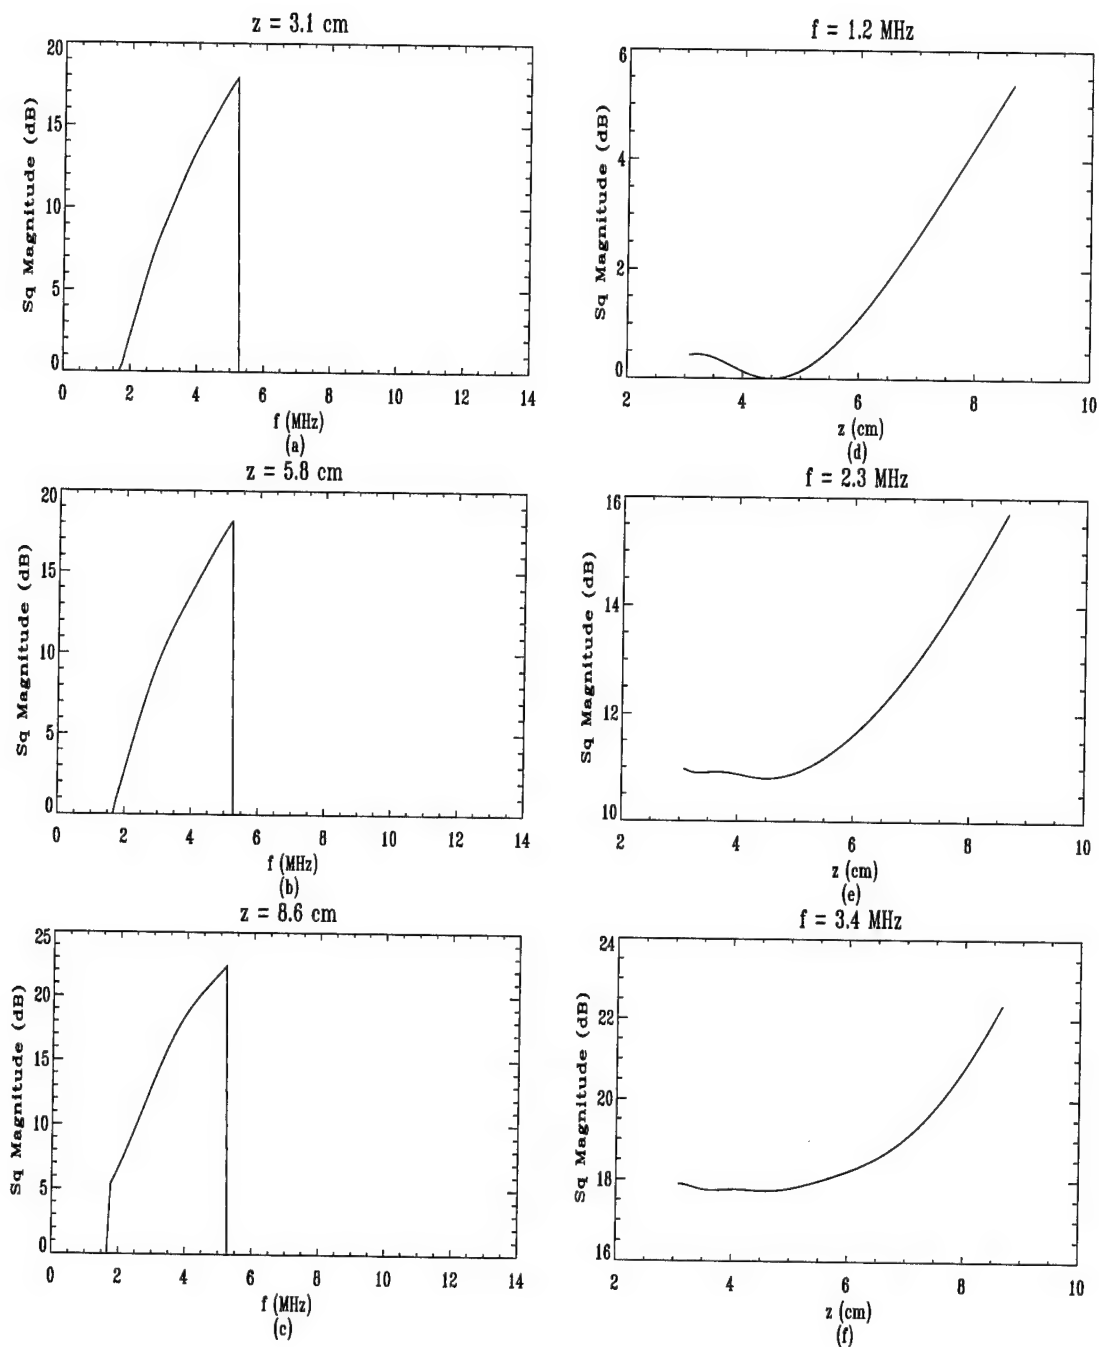 z = 3.1 cm
20
15
10
5
0
Sq Magnitude (dB)
0 2 4 6 8 10 12 14
f (MHz)
(a)
z = 5.8 cm
20
15
10
5
0
Sq Magnitude (dB)
0 2 4 6 8 10 12 14
f (MHz)
(b)
z = 8.6 cm
25
20
15
10
5
0
Sq Magnitude (dB)
0 2 4 6 8 10 12 14
f (MHz)
(c)
f = 1.2 MHz
6
4
2
0
Sq Magnitude (dB)
2 4 6 8 10
z (cm)
(d)
f = 2.3 MHz
16
14
12
10
Sq Magnitude (dB)
2 4 6 8 10
z (cm)
(e)
f = 3.4 MHz
24
22
20
18
16
Sq Magnitude (dB)
2 4 6 8 10
z (cm)
(f)